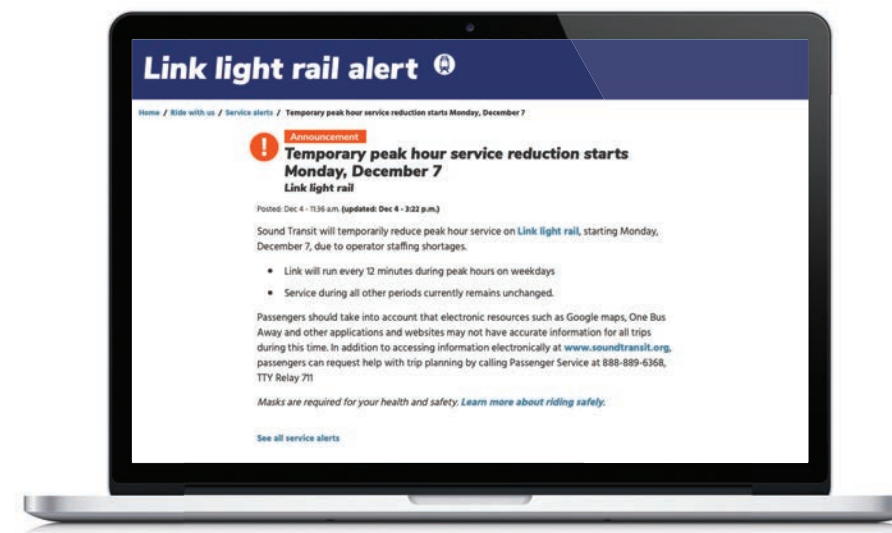 Link light rail alert
Home / Ride with us / Service alerts / Temporary peak hour service reduction starts Monday, December 7
!
Announcement
Temporary peak hour service reduction starts
Monday, December 7
Link light rail
Posted: Dec 4 - 11:36 a.m. (updated: Dec 4 - 3:22 p.m.)
Sound Transit will temporarily reduce peak hour service on Link light rail, starting Monday,
December 7, due to operator staffing shortages.
• Link will run every 12 minutes during peak hours on weekdays
• Service during all other periods currently remains unchanged.
Passengers should take into account that electronic resources such as Google maps, One Bus
Away and other applications and websites may not have accurate information for all trips
during this time. In addition to accessing information electronically at www.soundtransit.org,
passengers can request help with trip planning by calling Passenger Service at 888-889-6368,
TTY Relay 711
Masks are required for your health and safety. Learn more about riding safely.
See all service alerts